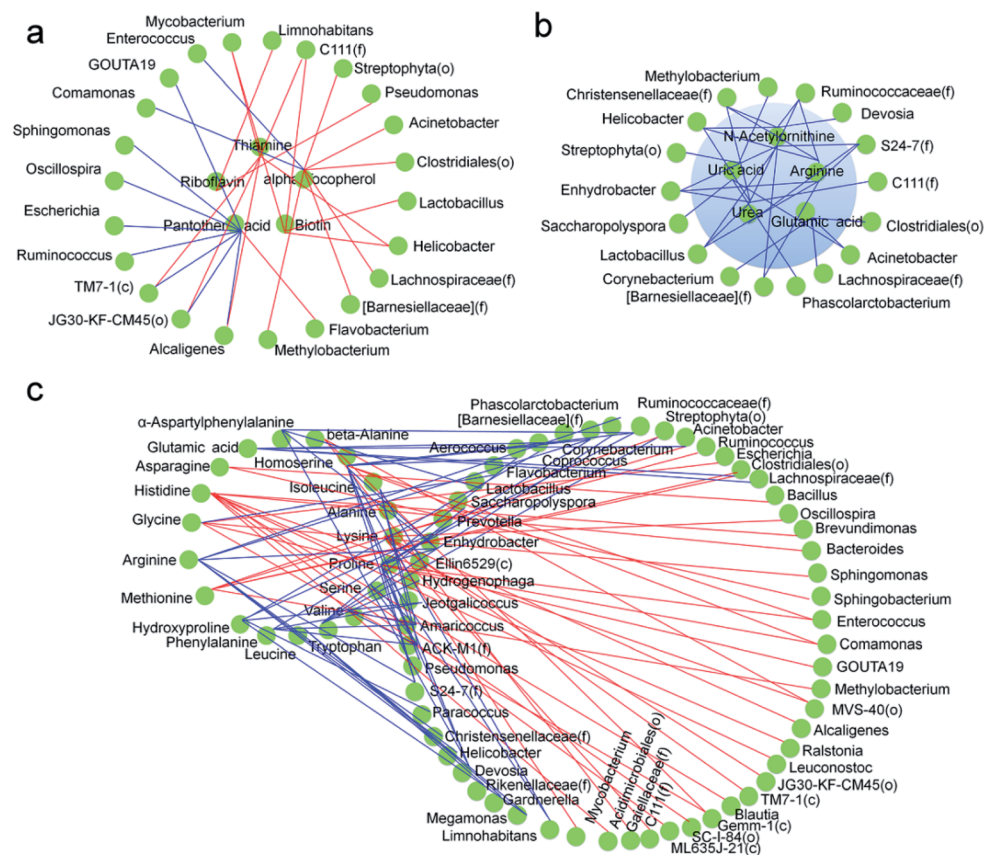 a
Mycobacterium
Limnohabitans
Enterococcus
C111(f)
GOUTA19
Streptophyta(o)
Comamonas
Pseudomonas
Sphingomonas
Acinetobacter
Thiamine
Oscillospira
Clostridiales(o)
Riboflavin
alpha-tocopherol
Escherichia
Lactobacillus
Pantothenic acid
Biotin
Ruminococcus
Helicobacter
TM7-1(c)
Lachnospiraceae(f)
JG30-KF-CM45(o)
[Barnesiellaceae](f)
Alcaligenes
Flavobacterium
Methylobacterium
b
Methylobacterium
Christensenellaceae(f)
Ruminococcaceae(f)
Helicobacter
Devosia
N-Acetylornithine
Streptophyta(o)
S24-7(f)
Uric acid
Arginine
Enhydrobacter
C111(f)
Urea
Glutamic acid
Saccharopolyspora
Clostridiales(o)
Lactobacillus
Acinetobacter
Corynebacterium
Lachnospiraceae(f)
[Barnesiellaceae](f)
Phascolarctobacterium
c
α-Aspartylphenylalanine
beta-Alanine
Glutamic acid
Homoserine
Asparagine
Isoleucine
Histidine
Alanine
Glycine
Lysine
Arginine
Proline
Methionine
Serine
Valine
Hydroxyproline
Phenylalanine
Leucine
Tryptophan
Phascolarctobacterium
Ruminococcaceae(f)
[Barnesiellaceae](f)
Streptophyta(o)
Acinetobacter
Aerococcus
Corynebacterium
Ruminococcus
Coprococcus
Escherichia
Flavobacterium
Clostridiales(o)
Lactobacillus
Lachnospiraceae(f)
Saccharopolyspora
Bacillus
Prevotella
Oscillospira
Enhydrobacter
Brevundimonas
Ellin6529(c)
Bacteroides
Hydrogenophaga
Sphingomonas
Jeotgalicoccus
Sphingobacterium
Amaricoccus
Enterococcus
ACK-M1(f)
Comamonas
Pseudomonas
GOUTA19
S24-7(f)
Methylobacterium
Paracoccus
MVS-40(o)
Christensenellaceae(f)
Alcaligenes
Helicobacter
Ralstonia
Devosia
Leuconostoc
Rikenellaceae(f)
JG30-KF-CM45(o)
Gardnerella
TM7-1(c)
Megamonas
Blautia
Limnohabitans
Gemm-1(c)
Mycobacterium
Acidimicrobiales(o)
Gaiellaceae(f)
C111(f)
SC-I-84(o)
ML635J-21(c)